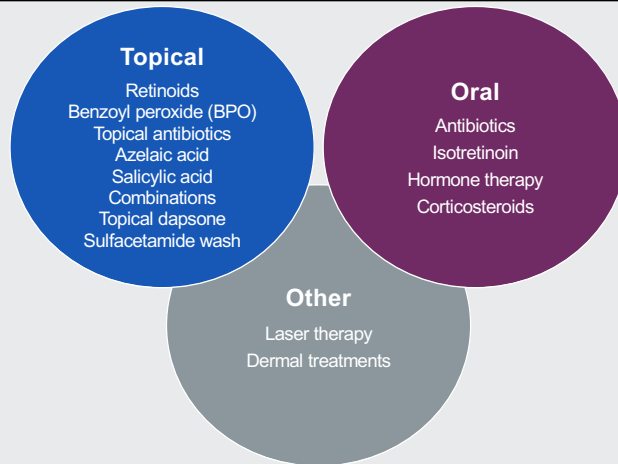 Topical
Retinoids
Benzoyl peroxide (BPO)
Topical antibiotics
Azelaic acid
Salicylic acid
Combinations
Topical dapsone
Sulfacetamide wash
Oral
Antibiotics
Isotretinoin
Hormone therapy
Corticosteroids
Other
Laser therapy
Dermal treatments